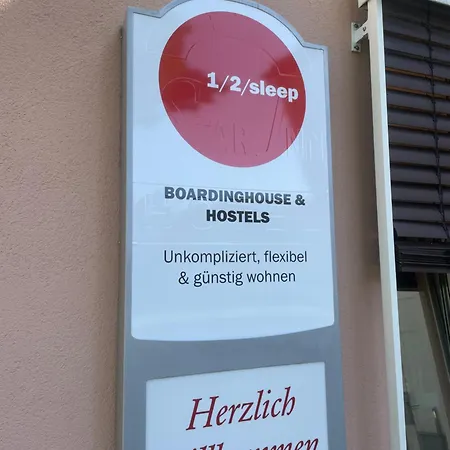 1/2/sleep
BOARDINGHOUSE &
HOSTELS
Unkompliziert, flexibel
& günstig wohnen
Herzlich